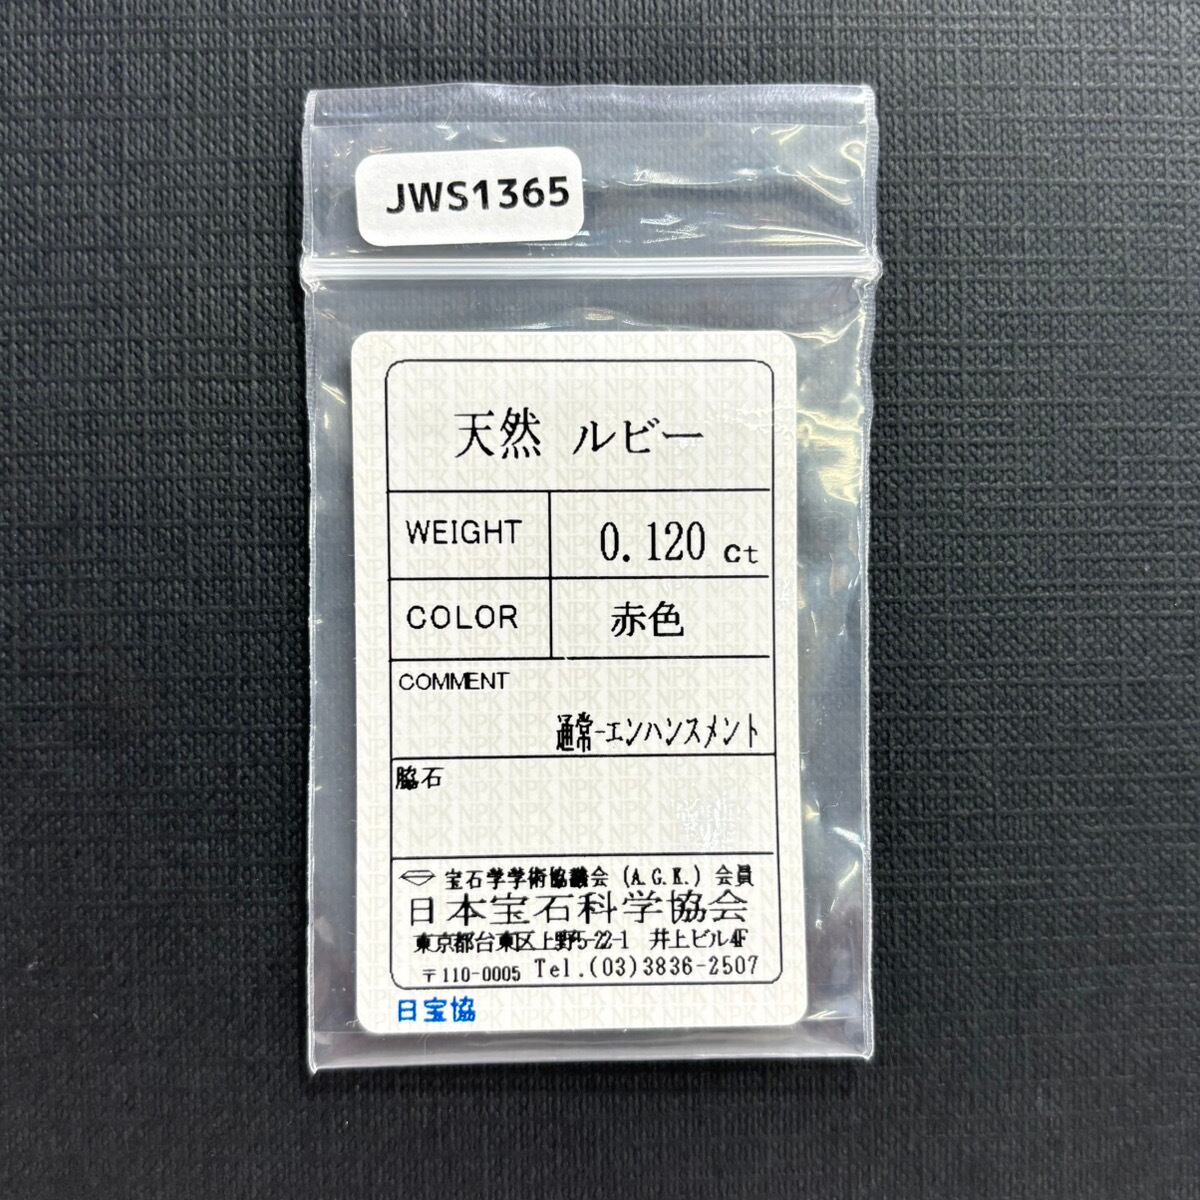 JWS1365
天然 ルビー
WEIGHT 0.120 ct
COLOR 赤色
COMMENT
通常-エンハンスメント
脇石
宝石学学術協議会 (A.G.K.) 会員
日本宝石科学協会
東京都台東区上野5-22-1 井上ビル4F
〒110-0005 Tel.(03)3836-2507
日宝協